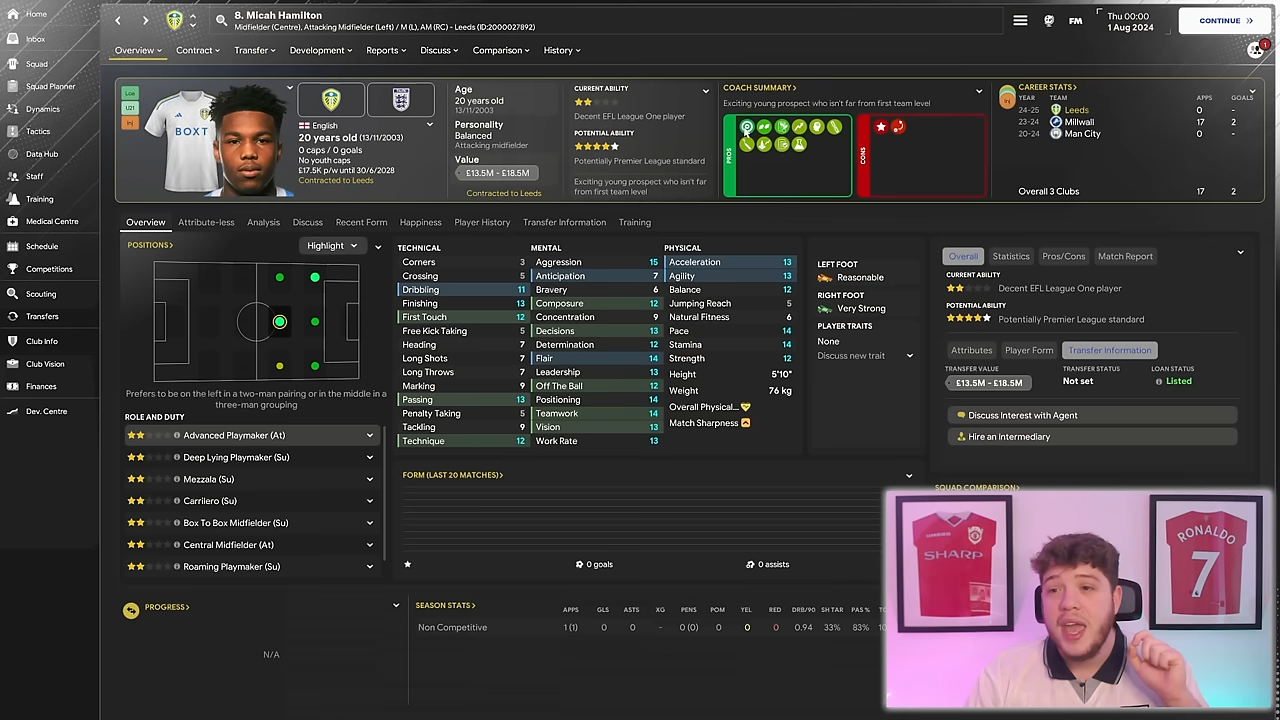 Home
Inbox
Squad
Squad Planner
Dynamics
Tactics
Data Hub
Staff
Training
Medical Centre
Schedule
Competitions
Scouting
Transfers
Club Info
Club Vision
Finances
Dev. Centre
8. Micah Hamilton
Midfielder (Centre), Attacking Midfielder (Left) / M (L), AM (RC) - Leeds (On Loan)
FM
Thu 00:00
1 Aug 2024
CONTINUE
1
Overview
Contract
Transfer
Development
Reports
Discuss
Comparison
History
Loa
U21
Inj
BOXT
English
20 years old (13/11/2003)
0 caps / 0 goals
No youth caps
£17.5K p/w until 30/6/2028
Contracted to Leeds
Age
20 years old
13/11/2003
Personality
Balanced
Attacking midfielder
Value
£13.5M - £18.5M
Contracted to Leeds
CURRENT ABILITY
Decent EFL League One player
POTENTIAL ABILITY
Potentially Premier League standard
Exciting young prospect who isn't far from first team level
COACH SUMMARY>
Exciting young prospect who isn't far from first team level
PROS
CONS
CAREER STATS>
YEAR TEAM APPS GOALS
24-25 Leeds 0 -
23-24 Millwall 17 2
20-24 Man City 0 -
Overall 3 Clubs 17 2
Overview
Attribute-less
Analysis
Discuss
Recent Form
Happiness
Player History
Transfer Information
Training
POSITIONS>
Highlight
Prefers to be on the left in a two-man pairing or in the middle in a
three-man grouping
ROLE AND DUTY
Advanced Playmaker (At)
Deep Lying Playmaker (Su)
Mezzala (Su)
Carrilero (Su)
Box To Box Midfielder (Su)
Central Midfielder (At)
Roaming Playmaker (Su)
TECHNICAL
Corners 3
Crossing 5
Dribbling 11
Finishing 13
First Touch 12
Free Kick Taking 5
Heading 7
Long Shots 7
Long Throws 7
Marking 9
Passing 13
Penalty Taking 5
Tackling 9
Technique 12
MENTAL
Aggression 15
Anticipation 7
Bravery 6
Composure 12
Concentration 9
Decisions 13
Determination 12
Flair 14
Leadership 13
Off The Ball 12
Positioning 14
Teamwork 14
Vision 13
Work Rate 13
PHYSICAL
Acceleration 13
Agility 13
Balance 12
Jumping Reach 5
Natural Fitness 6
Pace 14
Stamina 14
Strength 12
Height 5'10"
Weight 76 kg
Overall Physical...
Match Sharpness
LEFT FOOT
Reasonable
RIGHT FOOT
Very Strong
PLAYER TRAITS
None
Discuss new trait
Overall
Statistics
Pros/Cons
Match Report
CURRENT ABILITY
Decent EFL League One player
POTENTIAL ABILITY
Potentially Premier League standard
Attributes
Player Form
Transfer Information
TRANSFER VALUE TRANSFER STATUS LOAN STATUS
£13.5M - £18.5M Not set Listed
Discuss Interest with Agent
Hire an Intermediary
SQUAD COMPARISON>
FORM (LAST 20 MATCHES)>
0 goals
0 assists
PROGRESS>
N/A
SEASON STATS>
APPS GLS ASTS XG PENS POM YEL RED DRB/90 SH TAR PAS %
Non Competitive 1 (1) 0 0 - 0 (0) 0 0 0 0.94 33% 83%
SHARP
RONALDO
7